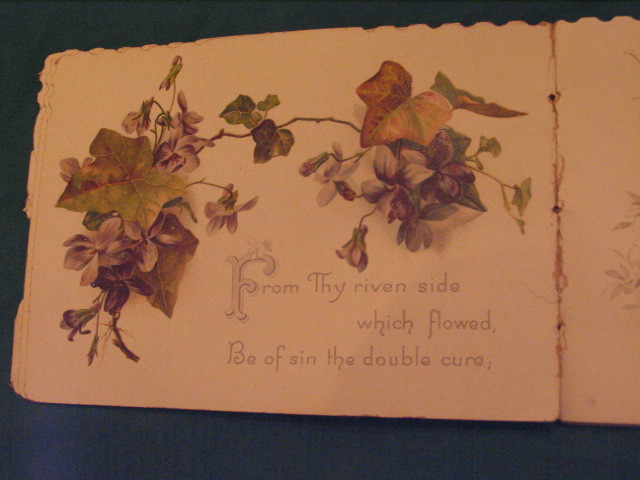 From Thy riven side
which flowed,
Be of sin the double cure;